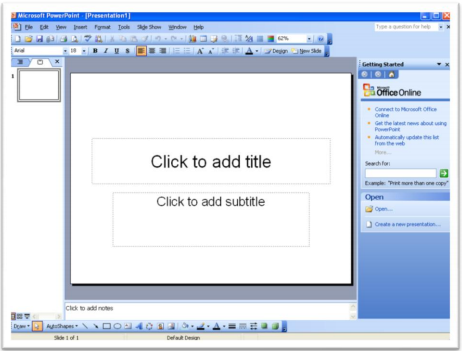 Microsoft PowerPoint - [Presentation1]
File Edit View Insert Format Tools Slide Show Window Help
Type a question for help
62%
Arial 18 B I U S A A A Design New Slide
Getting Started
1
Microsoft
Office Online
Connect to Microsoft Office
Online
Get the latest news about using
PowerPoint
Automatically update this list
from the web
More...
Search for:
Example: "Print more than one copy"
Open
Open...
Create a new presentation...
Click to add title
Click to add subtitle
Click to add notes
Draw AutoShapes A
Slide 1 of 1 Default Design